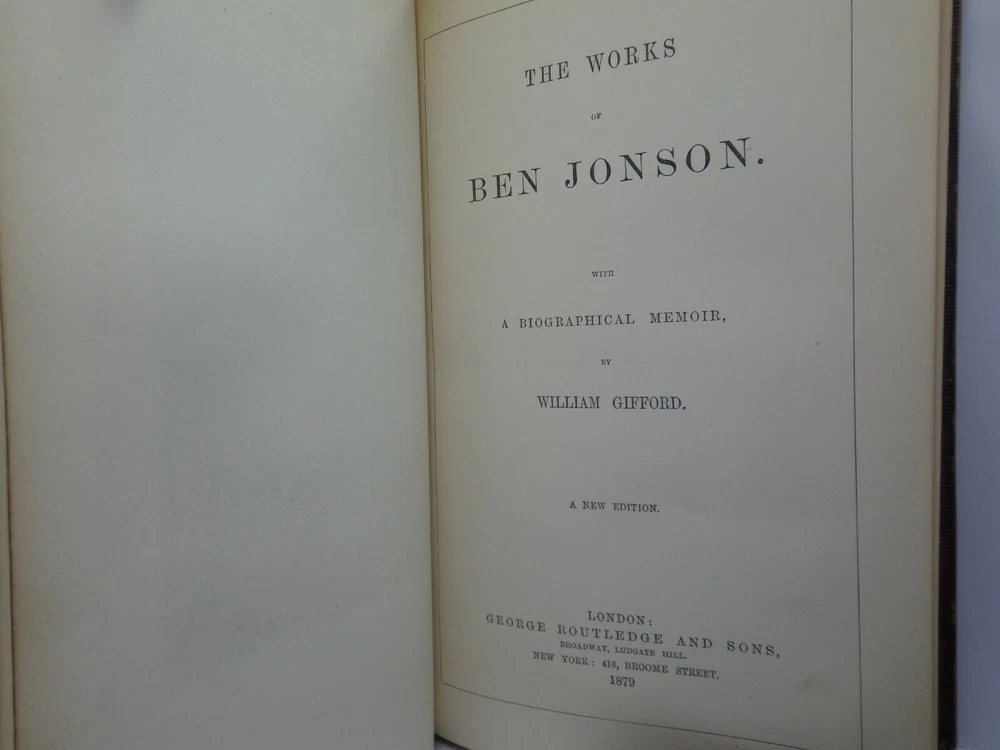 THE WORKS
OF
BEN JONSON.
WITH
A BIOGRAPHICAL MEMOIR,
BY
WILLIAM GIFFORD.
A NEW EDITION.
LONDON:
GEORGE ROUTLEDGE AND SONS,
BROADWAY, LUDGATE HILL.
NEW YORK: 416, BROOME STREET.
1879